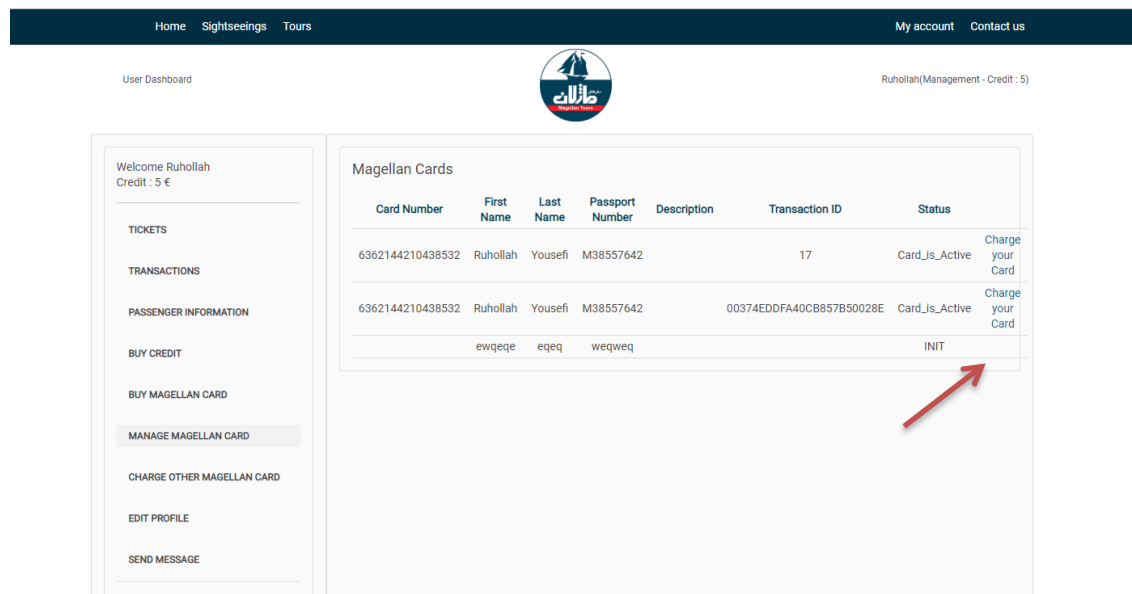 Home Sightseeings Tours My account Contact us
User Dashboard
ماژلان
Magellan Tours
Ruhollah(Management - Credit : 5)
Welcome Ruhollah
Credit : 5 €
TICKETS
TRANSACTIONS
PASSENGER INFORMATION
BUY CREDIT
BUY MAGELLAN CARD
MANAGE MAGELLAN CARD
CHARGE OTHER MAGELLAN CARD
EDIT PROFILE
SEND MESSAGE
Magellan Cards
Card Number First Name Last Name Passport Number Description Transaction ID Status
6362144210438532 Ruhollah Yousefi M38557642 17 Card_is_Active Charge your Card
6362144210438532 Ruhollah Yousefi M38557642 00374EDDFA40CB857B50028E Card_is_Active Charge your Card
ewqeqe eqeq weqweq INIT